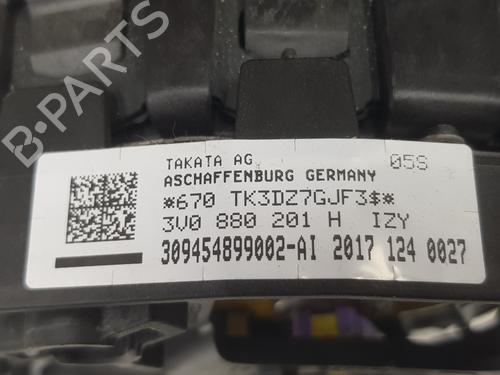 B-PARTS
TAKATA AG 05S
ASCHAFFENBURG GERMANY
*670 TK3DZ7GJF3$*
3V0 880 201 H IZY
309454899002-AI 2017 124 0027